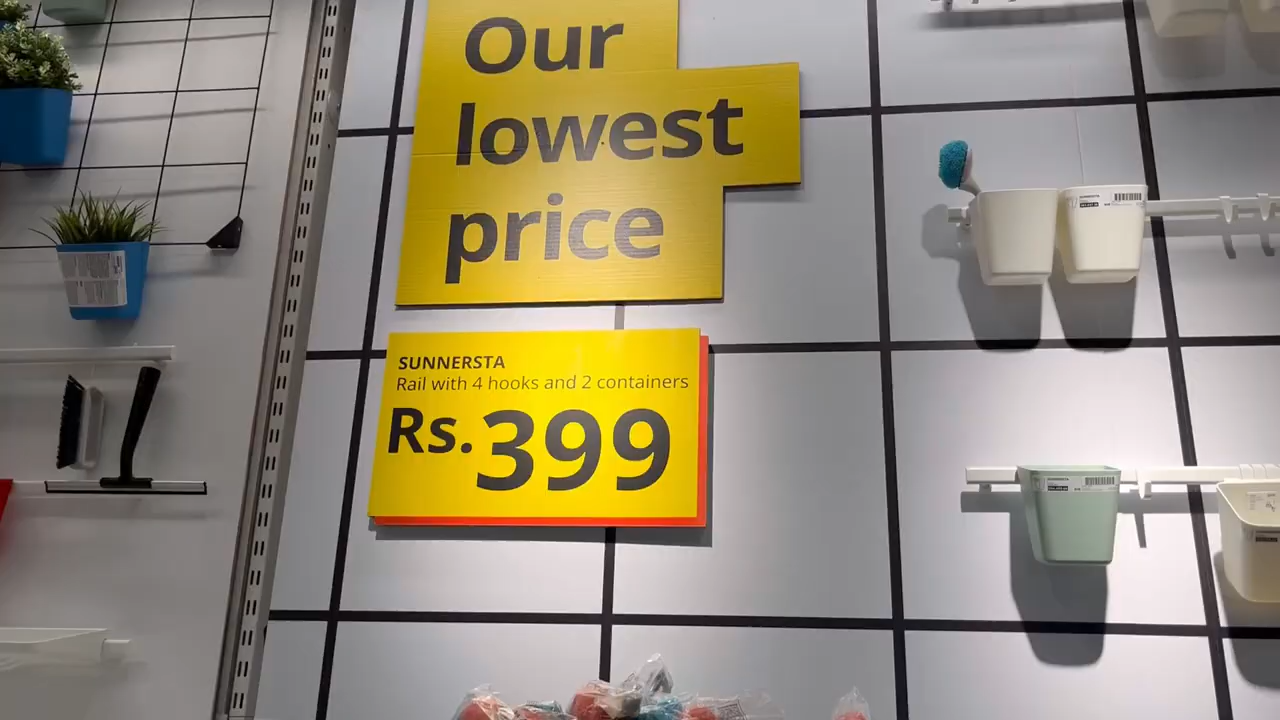 Our
lowest
price
SUNNERSTA
Rail with 4 hooks and 2 containers
Rs.399